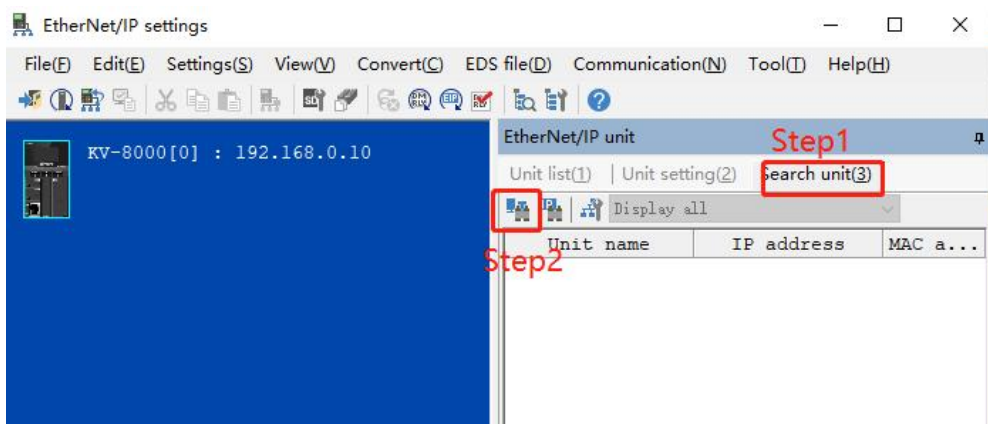 EtherNet/IP settings
File(F) Edit(E) Settings(S) View(V) Convert(C) EDS file(D) Communication(N) Tool(T) Help(H)
KV-8000[0] : 192.168.0.10
EtherNet/IP unit
Step1
Unit list(1) Unit setting(2) Search unit(3)
Display all
Step2
Unit name IP address MAC a...